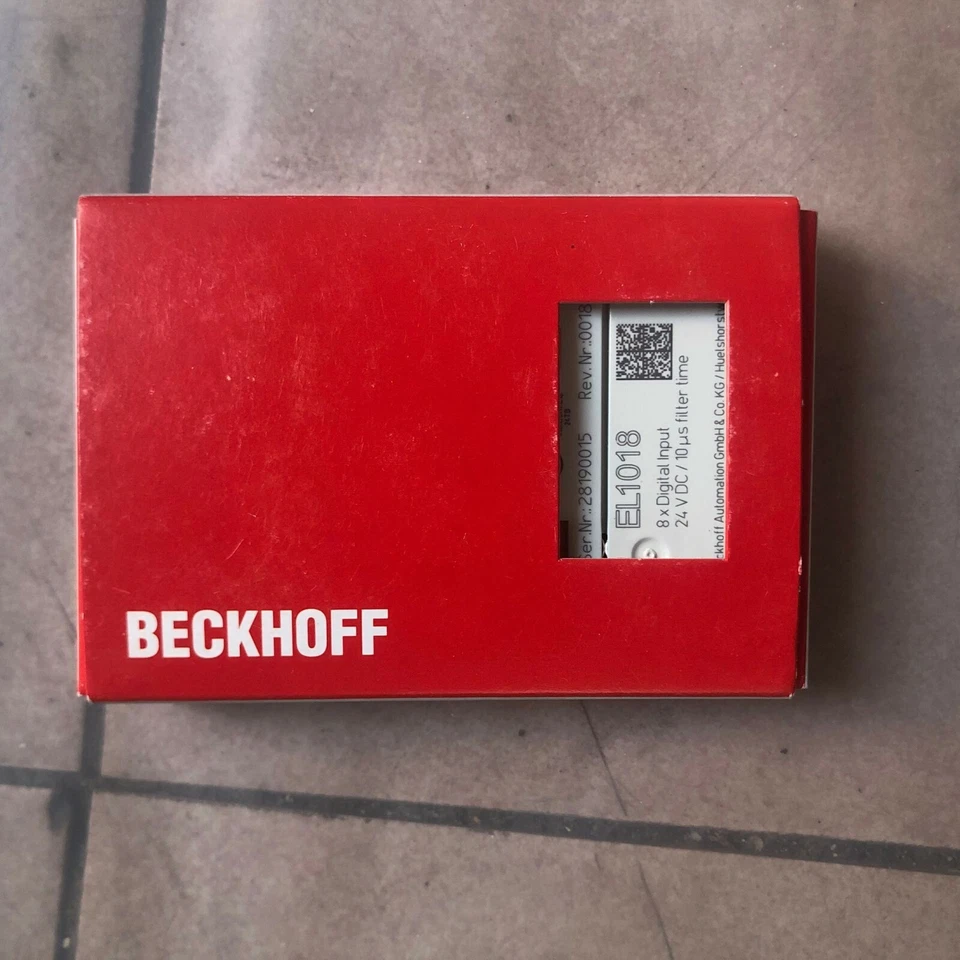 BECKHOFF
Ser.Nr.: 28190015 Rev.Nr.:0018
EL1018
8 x Digital Input
24 V DC / 10 µs filter time
ckhoff Automation GmbH & Co. KG / Huelshorst